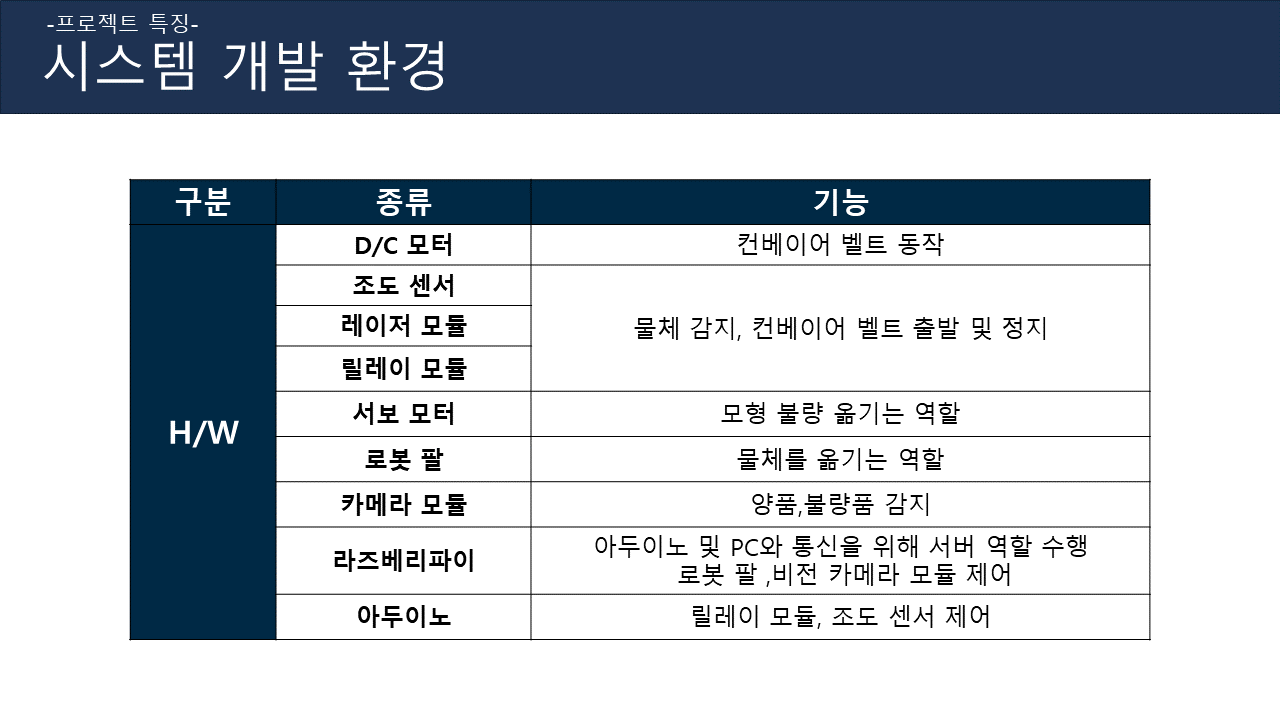 -프로젝트 특징-
시스템 개발 환경
구분 종류 기능
H/W
D/C 모터 컨베이어 벨트 동작
조도 센서
레이저 모듈 물체 감지, 컨베이어 벨트 출발 및 정지
릴레이 모듈
서보 모터 모형 불량 옮기는 역할
로봇 팔 물체를 옮기는 역할
카메라 모듈 양품,불량품 감지
라즈베리파이 아두이노 및 PC와 통신을 위해 서버 역할 수행
로봇 팔 ,비전 카메라 모듈 제어
아두이노 릴레이 모듈, 조도 센서 제어